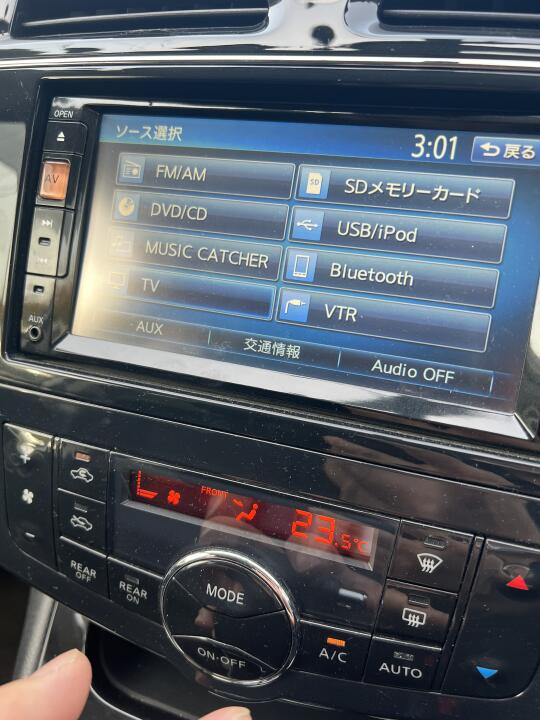 OPEN
ソース選択
3:01
戻る
AV
FM/AM
SDメモリーカード
DVD/CD
USB/iPod
MUSIC CATCHER
Bluetooth
TV
VTR
AUX
AUX
交通情報
Audio OFF
FRONT
23.5°C
REAR
OFF
REAR
ON
MODE
ON·OFF
A/C
AUTO